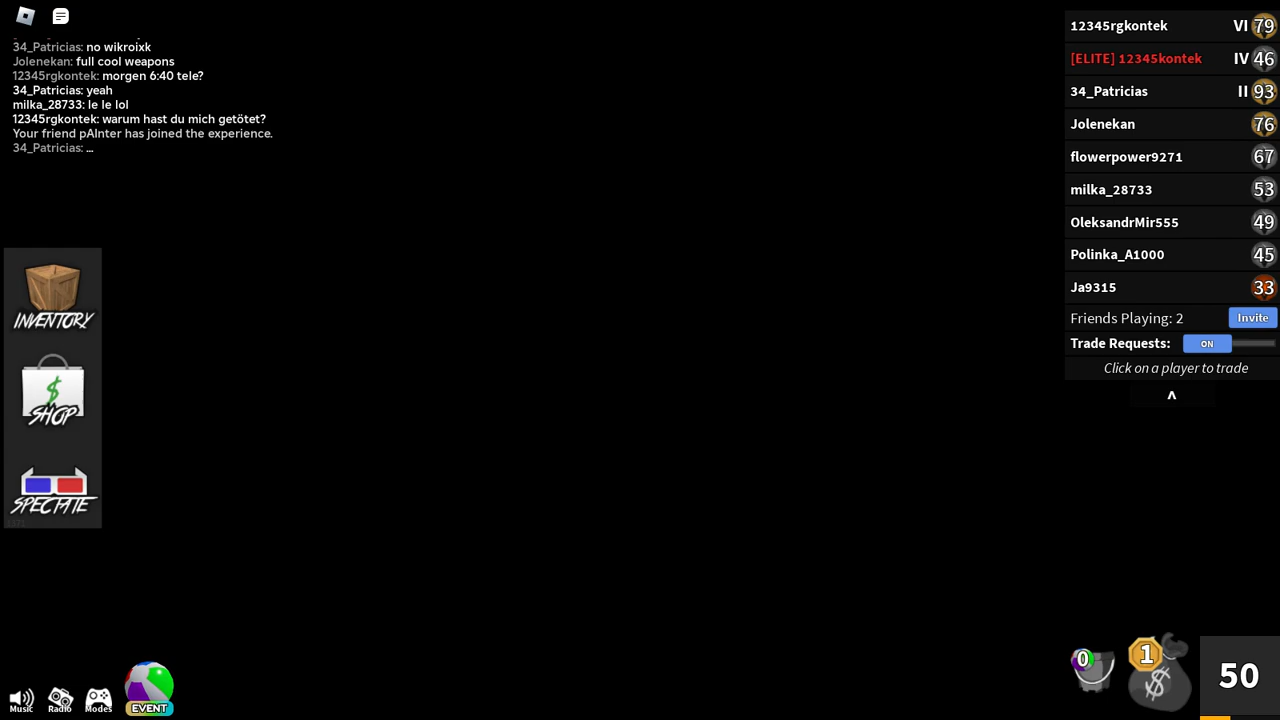 34_Patricias: no wikroixk
Jolenekan: full cool weapons
12345rgkontek: morgen 6:40 tele?
34_Patricias: yeah
milka_28733: le le lol
12345rgkontek: warum hast du mich getötet?
Your friend pAInter has joined the experience.
34_Patricias: ...
12345rgkontek VI 79
[ELITE] 12345kontek IV 46
34_Patricias II 93
Jolenekan 76
flowerpower9271 67
milka_28733 53
OleksandrMir555 49
Polinka_A1000 45
Ja9315 33
Friends Playing: 2 Invite
Trade Requests: ON
Click on a player to trade
INVENTORY
$
SHOP
SPECTATE
Music
Radio
Modes
EVENT
0
1
$
50